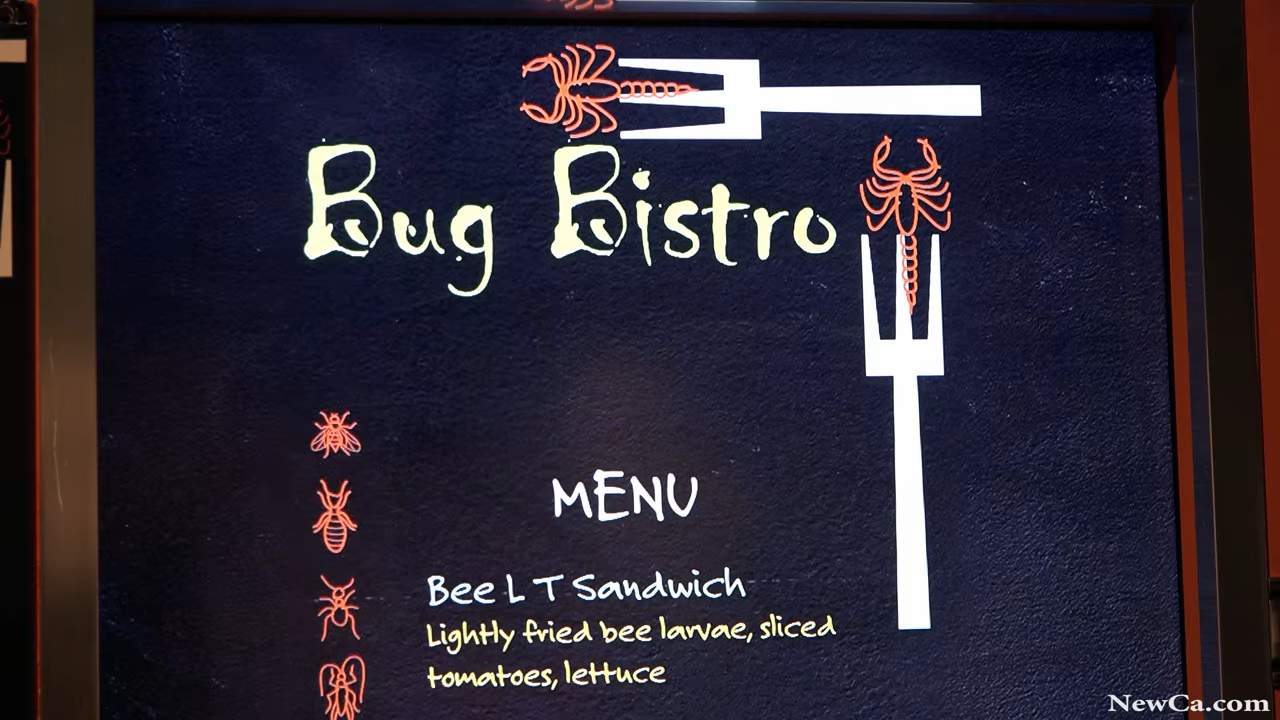 Bug Bistro
MENU
Bee L T Sandwich
Lightly fried bee larvae, sliced
tomatoes, lettuce
NewCa.com